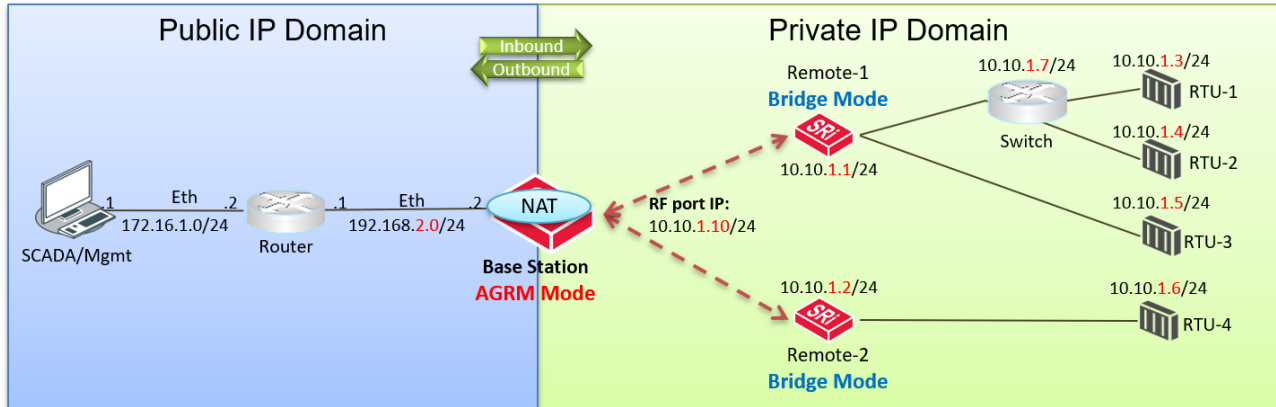 Public IP Domain
Inbound
Outbound
Private IP Domain
Remote-1
Bridge Mode
SRi
10.10.1.1/24
10.10.1.7/24
Switch
10.10.1.3/24
RTU-1
10.10.1.4/24
RTU-2
10.10.1.5/24
RTU-3
SCADA/Mgmt
.1
Eth
172.16.1.0/24
.2
Router
.1
Eth
192.168.2.0/24
.2
NAT
Base Station
AGRM Mode
RF port IP:
10.10.1.10/24
10.10.1.2/24
SRi
Remote-2
Bridge Mode
10.10.1.6/24
RTU-4